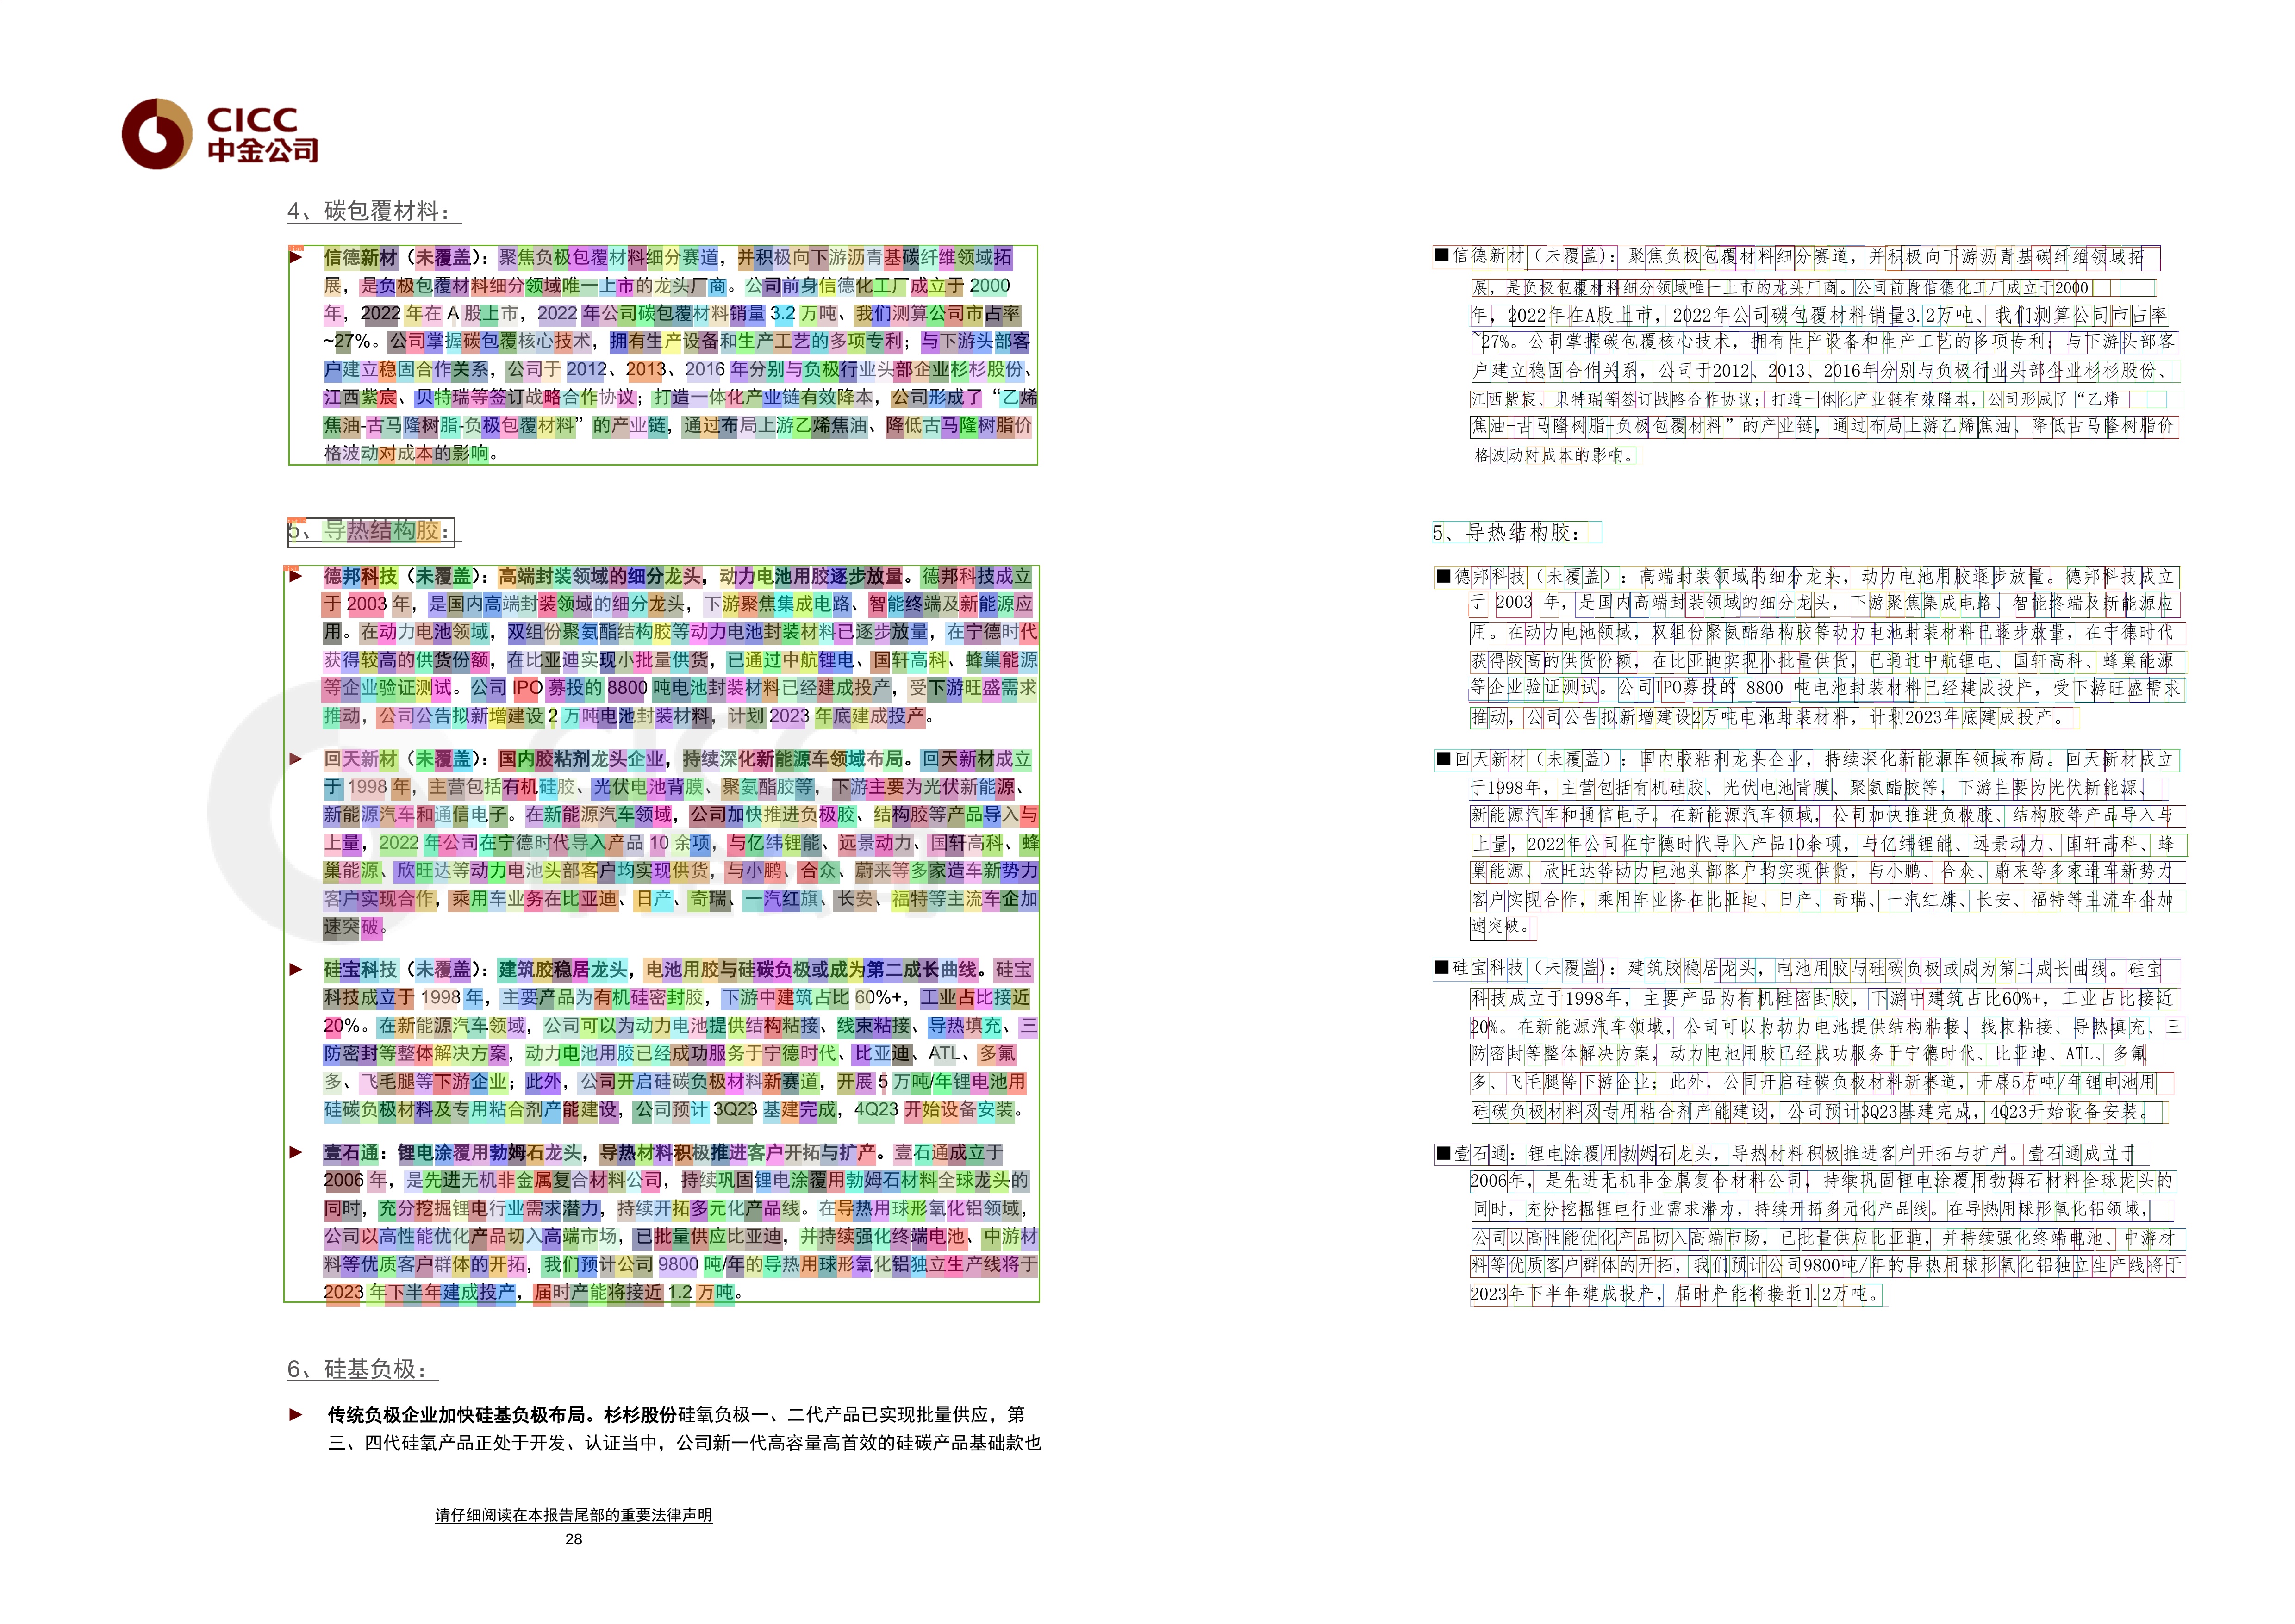 CICC
中金公司
4、碳包覆材料：
► 信德新材（未覆盖）：聚焦负极包覆材料细分赛道，并积极向下游沥青基碳纤维领域拓
展，是负极包覆材料细分领域唯一上市的龙头厂商。公司前身信德化工厂成立于 2000
年，2022 年在 A 股上市，2022 年公司碳包覆材料销量 3.2 万吨、我们测算公司市占率
~27%。公司掌握碳包覆核心技术，拥有生产设备和生产工艺的多项专利；与下游头部客
户建立稳固合作关系，公司于 2012、2013、2016 年分别与负极行业头部企业杉杉股份、
江西紫宸、贝特瑞等签订战略合作协议；打造一体化产业链有效降本，公司形成了“乙烯
焦油-古马隆树脂-负极包覆材料”的产业链，通过布局上游乙烯焦油、降低古马隆树脂价
格波动对成本的影响。
5、导热结构胶：
► 德邦科技（未覆盖）：高端封装领域的细分龙头，动力电池用胶逐步放量。德邦科技成立
于 2003 年，是国内高端封装领域的细分龙头，下游聚焦集成电路、智能终端及新能源应
用。在动力电池领域，双组份聚氨酯结构胶等动力电池封装材料已逐步放量，在宁德时代
获得较高的供货份额，在比亚迪实现小批量供货，已通过中航锂电、国轩高科、蜂巢能源
等企业验证测试。公司 IPO 募投的 8800 吨电池封装材料已经建成投产，受下游旺盛需求
推动，公司公告拟新增建设 2 万吨电池封装材料，计划 2023 年底建成投产。
► 回天新材（未覆盖）：国内胶粘剂龙头企业，持续深化新能源车领域布局。回天新材成立
于 1998 年，主营包括有机硅胶、光伏电池背膜、聚氨酯胶等，下游主要为光伏新能源、
新能源汽车和通信电子。在新能源汽车领域，公司加快推进负极胶、结构胶等产品导入与
上量，2022 年公司在宁德时代导入产品 10 余项，与亿纬锂能、远景动力、国轩高科、蜂
巢能源、欣旺达等动力电池头部客户均实现供货，与小鹏、合众、蔚来等多家造车新势力
客户实现合作，乘用车业务在比亚迪、日产、奇瑞、一汽红旗、长安、福特等主流车企加
速突破。
► 硅宝科技（未覆盖）：建筑胶稳居龙头，电池用胶与硅碳负极或成为第二成长曲线。硅宝
科技成立于 1998 年，主要产品为有机硅密封胶，下游中建筑占比 60%+，工业占比接近
20%。在新能源汽车领域，公司可以为动力电池提供结构粘接、线束粘接、导热填充、三
防密封等整体解决方案，动力电池用胶已经成功服务于宁德时代、比亚迪、ATL、多氟
多、飞毛腿等下游企业；此外，公司开启硅碳负极材料新赛道，开展 5 万吨/年锂电池用
硅碳负极材料及专用粘合剂产能建设，公司预计 3Q23 基建完成，4Q23 开始设备安装。
► 壹石通：锂电涂覆用勃姆石龙头，导热材料积极推进客户开拓与扩产。壹石通成立于
2006 年，是先进无机非金属复合材料公司，持续巩固锂电涂覆用勃姆石材料全球龙头的
同时，充分挖掘锂电行业需求潜力，持续开拓多元化产品线。在导热用球形氧化铝领域，
公司以高性能优化产品切入高端市场，已批量供应比亚迪，并持续强化终端电池、中游材
料等优质客户群体的开拓，我们预计公司 9800 吨/年的导热用球形氧化铝独立生产线将于
2023 年下半年建成投产，届时产能将接近 1.2 万吨。
6、硅基负极：
► 传统负极企业加快硅基负极布局。杉杉股份硅氧负极一、二代产品已实现批量供应，第
三、四代硅氧产品正处于开发、认证当中，公司新一代高容量高首效的硅碳产品基础款也
请仔细阅读在本报告尾部的重要法律声明
28
■信德新材（未覆盖）：聚焦负极包覆材料细分赛道，并积极向下游沥青基碳纤维领域拓
展，是负极包覆材料细分领域唯一上市的龙头厂商。公司前身信德化工厂成立于2000
年，2022年在A股上市，2022年公司碳包覆材料销量3.2万吨、我们测算公司市占率
~27%。公司掌握碳包覆核心技术，拥有生产设备和生产工艺的多项专利；与下游头部客
户建立稳固合作关系，公司于2012、2013、2016年分别与负极行业头部企业杉杉股份、
江西紫宸、贝特瑞等签订战略合作协议；打造一体化产业链有效降本，公司形成了“乙烯
焦油-古马隆树脂-负极包覆材料”的产业链，通过布局上游乙烯焦油、降低古马隆树脂价
格波动对成本的影响。
5、导热结构胶：
■德邦科技（未覆盖）：高端封装领域的细分龙头，动力电池用胶逐步放量。德邦科技成立
于 2003 年，是国内高端封装领域的细分龙头，下游聚焦集成电路、智能终端及新能源应
用。在动力电池领域，双组份聚氨酯结构胶等动力电池封装材料已逐步放量，在宁德时代
获得较高的供货份额，在比亚迪实现小批量供货，已通过中航锂电、国轩高科、蜂巢能源
等企业验证测试。公司IPO募投的 8800 吨电池封装材料已经建成投产，受下游旺盛需求
推动，公司公告拟新增建设2万吨电池封装材料，计划2023年底建成投产。
■回天新材（未覆盖）：国内胶粘剂龙头企业，持续深化新能源车领域布局。回天新材成立
于1998年，主营包括有机硅胶、光伏电池背膜、聚氨酯胶等，下游主要为光伏新能源、
新能源汽车和通信电子。在新能源汽车领域，公司加快推进负极胶、结构胶等产品导入与
上量，2022年公司在宁德时代导入产品10余项，与亿纬锂能、远景动力、国轩高科、蜂
巢能源、欣旺达等动力电池头部客户均实现供货，与小鹏、合众、蔚来等多家造车新势力
客户实现合作，乘用车业务在比亚迪、日产、奇瑞、一汽红旗、长安、福特等主流车企加
速突破。
■硅宝科技（未覆盖）：建筑胶稳居龙头，电池用胶与硅碳负极或成为第二成长曲线。硅宝
科技成立于1998年，主要产品为有机硅密封胶，下游中建筑占比60%+，工业占比接近
20%。在新能源汽车领域，公司可以为动力电池提供结构粘接、线束粘接、导热填充、三
防密封等整体解决方案，动力电池用胶已经成功服务于宁德时代、比亚迪、ATL、多氟
多、飞毛腿等下游企业；此外，公司开启硅碳负极材料新赛道，开展5万吨/年锂电池用
硅碳负极材料及专用粘合剂产能建设，公司预计3Q23基建完成，4Q23开始设备安装。
■壹石通：锂电涂覆用勃姆石龙头，导热材料积极推进客户开拓与扩产。壹石通成立于
2006年，是先进无机非金属复合材料公司，持续巩固锂电涂覆用勃姆石材料全球龙头的
同时，充分挖掘锂电行业需求潜力，持续开拓多元化产品线。在导热用球形氧化铝领域，
公司以高性能优化产品切入高端市场，已批量供应比亚迪，并持续强化终端电池、中游材
料等优质客户群体的开拓，我们预计公司9800吨/年的导热用球形氧化铝独立生产线将于
2023年下半年建成投产，届时产能将接近1.2万吨。